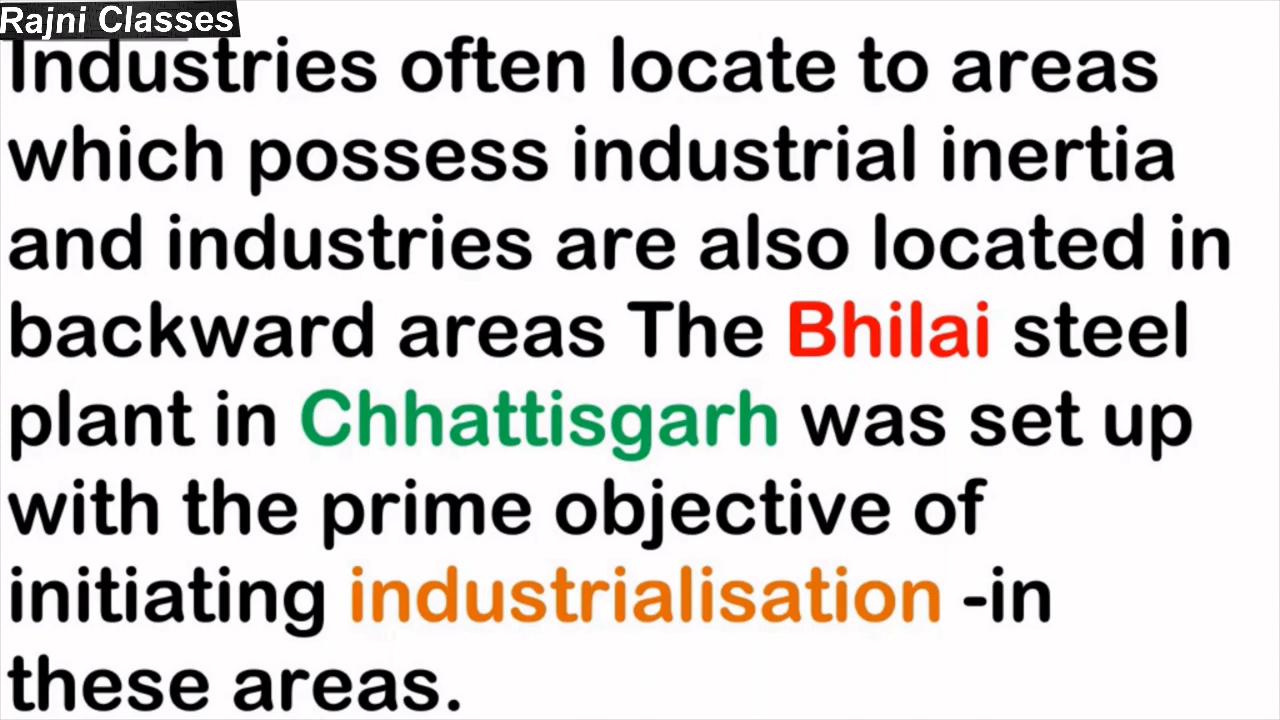 Rajni Classes
Industries often locate to areas
which possess industrial inertia
and industries are also located in
backward areas The Bhilai steel
plant in Chhattisgarh was set up
with the prime objective of
initiating industrialisation -in
these areas.